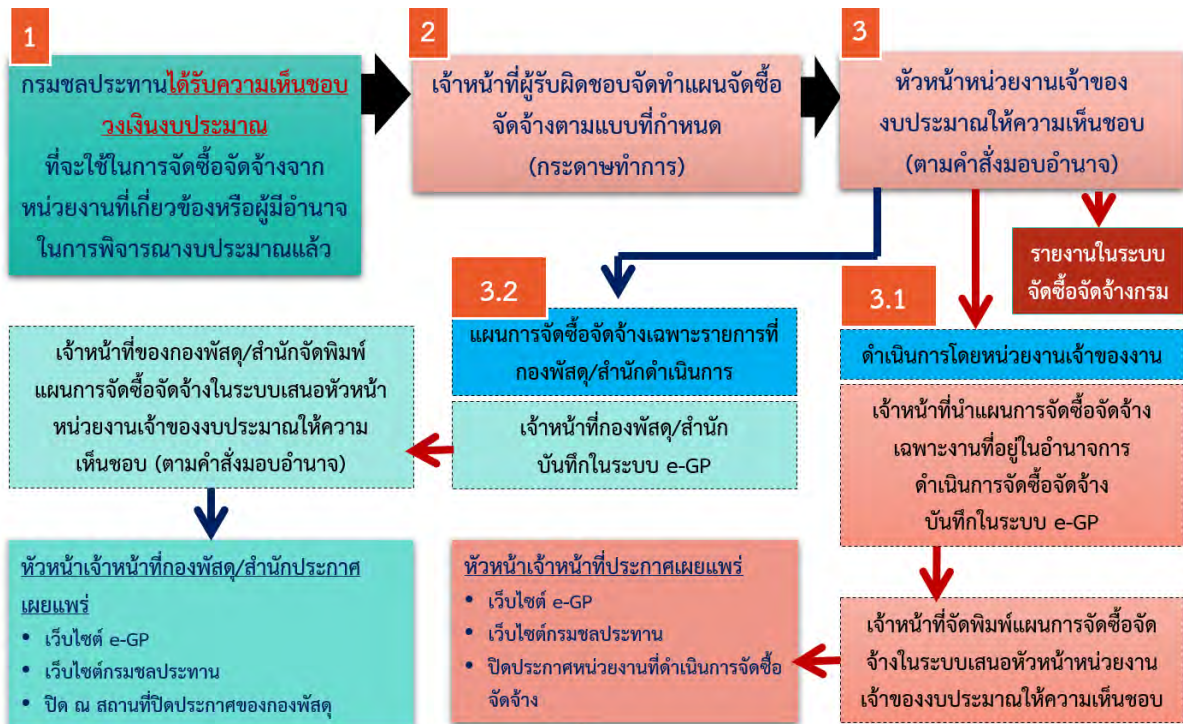 1
กรมชลประทานได้รับความเห็นชอบ
วงเงินงบประมาณ
ที่จะใช้ในการจัดซื้อจัดจ้างจาก
หน่วยงานที่เกี่ยวข้องหรือผู้มีอำนาจ
ในการพิจารณางบประมาณแล้ว
2
เจ้าหน้าที่ผู้รับผิดชอบจัดทำแผนจัดซื้อ
จัดจ้างตามแบบที่กำหนด
(กระดาษทำการ)
3
หัวหน้าหน่วยงานเจ้าของ
งบประมาณให้ความเห็นชอบ
(ตามคำสั่งมอบอำนาจ)
รายงานในระบบ
จัดซื้อจัดจ้างกรม
3.1
ดำเนินการโดยหน่วยงานเจ้าของงาน
เจ้าหน้าที่นำแผนการจัดซื้อจัดจ้าง
เฉพาะงานที่อยู่ในอำนาจการ
ดำเนินการจัดซื้อจัดจ้าง
บันทึกในระบบ e-GP
เจ้าหน้าที่จัดพิมพ์แผนการจัดซื้อจัด
จ้างในระบบเสนอหัวหน้าหน่วยงาน
เจ้าของงบประมาณให้ความเห็นชอบ
หัวหน้าเจ้าหน้าที่ประกาศเผยแพร่
• เว็บไซต์ e-GP
• เว็บไซต์กรมชลประทาน
• ปิดประกาศหน่วยงานที่ดำเนินการจัดซื้อ
จัดจ้าง
3.2
แผนการจัดซื้อจัดจ้างเฉพาะรายการที่
กองพัสดุ/สำนักดำเนินการ
เจ้าหน้าที่กองพัสดุ/สำนัก
บันทึกในระบบ e-GP
เจ้าหน้าที่ของกองพัสดุ/สำนักจัดพิมพ์
แผนการจัดซื้อจัดจ้างในระบบเสนอหัวหน้า
หน่วยงานเจ้าของงบประมาณให้ความ
เห็นชอบ (ตามคำสั่งมอบอำนาจ)
หัวหน้าเจ้าหน้าที่กองพัสดุ/สำนักประกาศ
เผยแพร่
• เว็บไซต์ e-GP
• เว็บไซต์กรมชลประทาน
• ปิด ณ สถานที่ปิดประกาศของกองพัสดุ